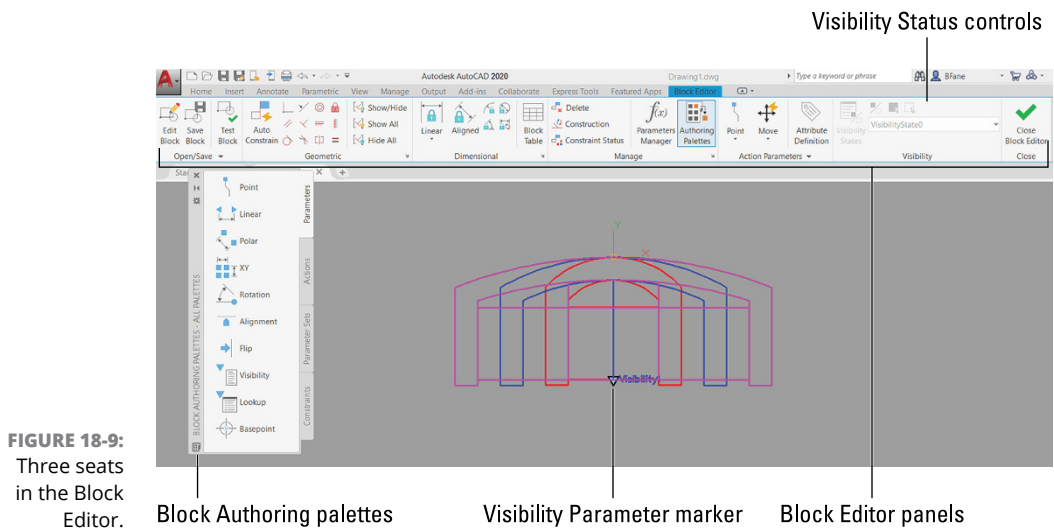 Visibility Status controls
Autodesk AutoCAD 2020 Drawing1.dwg Type a keyword or phrase BFane
Home Insert Annotate Parametric View Manage Output Add-ins Collaborate Express Tools Featured Apps Block Editor
Edit Block
Save Block
Test Block
Auto Constrain
Show/Hide
Show All
Hide All
Linear
Aligned
Block Table
Delete
Construction
Constraint Status
Parameters Manager
Authoring Palettes
Point
Move
Attribute Definition
Visibility States
VisibilityState0
Close Block Editor
Open/Save Geometric Dimensional Manage Action Parameters Visibility Close
Sta
Point
Linear
Polar
XY
Rotation
Alignment
Flip
Visibility
Lookup
Basepoint
Parameters
Actions
Parameter Sets
Constraints
BLOCK AUTHORING PALETTES - ALL PALETTES
Y
X
Visibility
FIGURE 18-9:
Three seats
in the Block
Editor.
Block Authoring palettes
Visibility Parameter marker
Block Editor panels